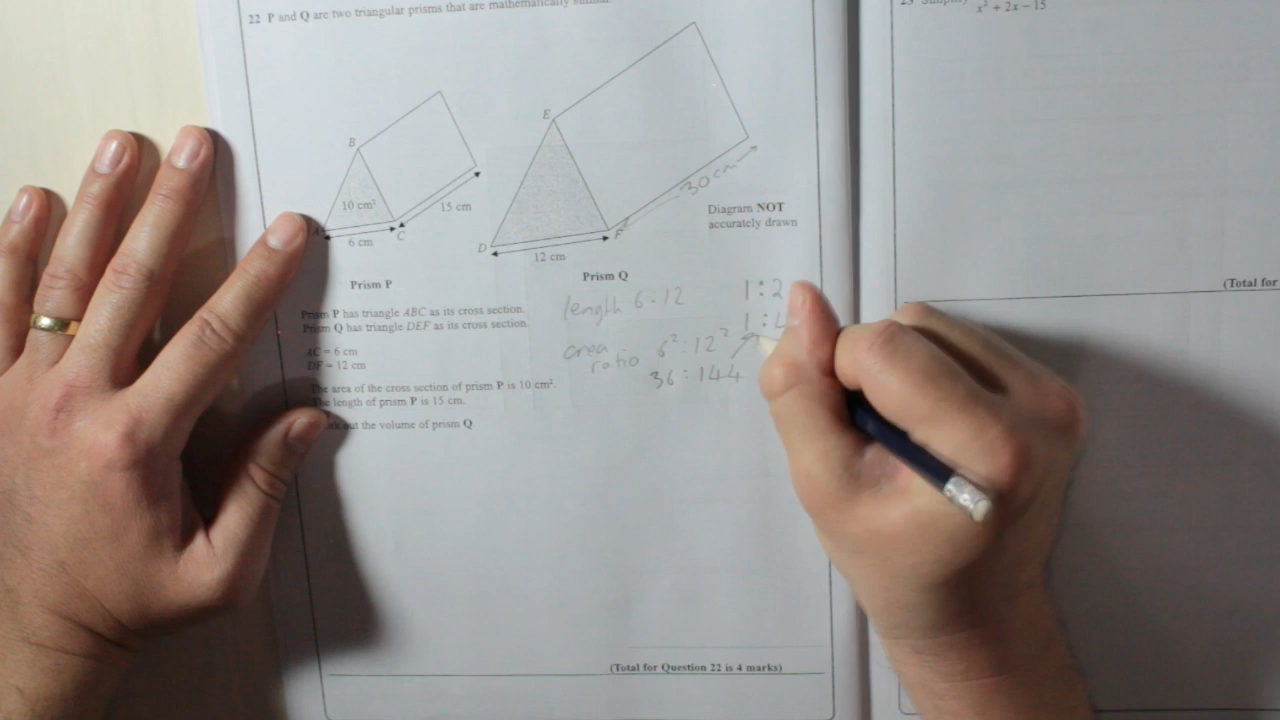 22 P and Q are two triangular prisms that are mathematically
B
10 cm²
6 cm
C
15 cm
E
D
12 cm
F
30 cm
Diagram NOT
accurately drawn
Prism P
Prism Q
length 6:12
1:2
1:4
area
ratio 6²:12²
36:144
Prism P has triangle ABC as its cross section.
Prism Q has triangle DEF as its cross section.
AC = 6 cm
DF = 12 cm
The area of the cross section of prism P is 10 cm².
length of prism P is 15 cm.
out the volume of prism Q
(Total for Question 22 is 4 marks)
x² + 2x − 15
(Total for